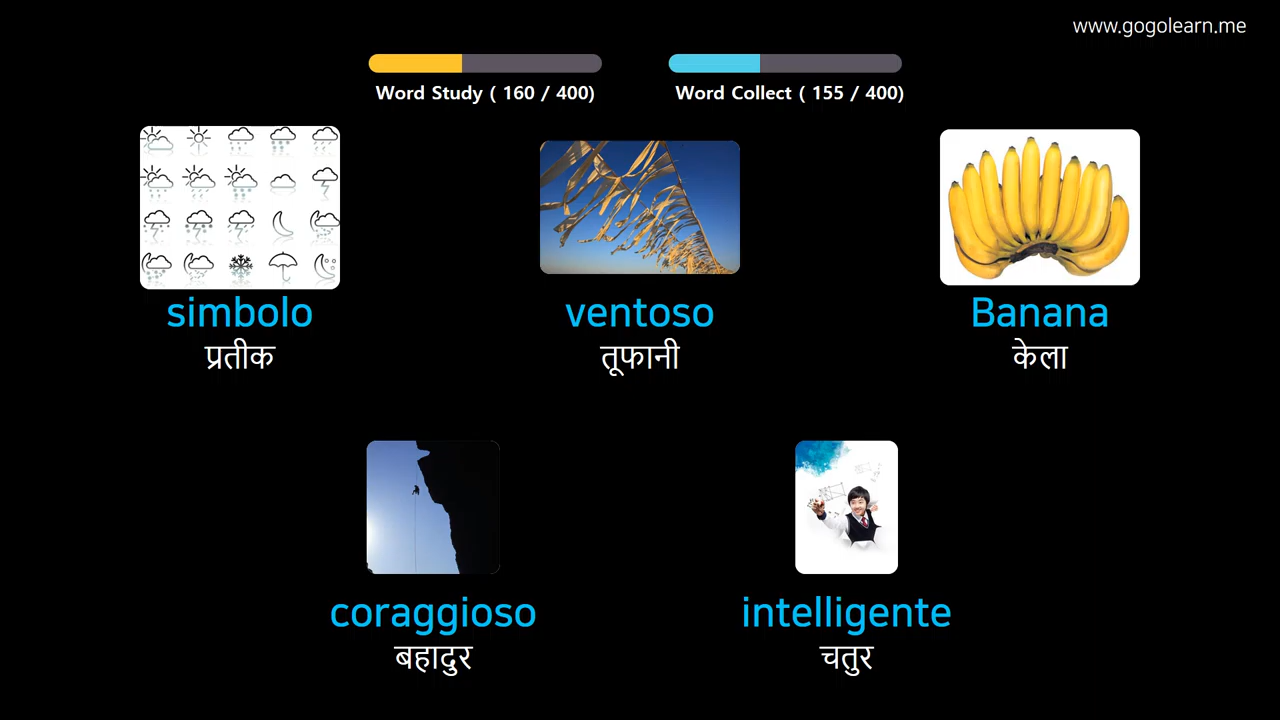 www.gogolearn.me
Word Study ( 160 / 400)
Word Collect ( 155 / 400)
simbolo
प्रतीक
ventoso
तूफानी
Banana
केला
coraggioso
बहादुर
intelligente
चतुर